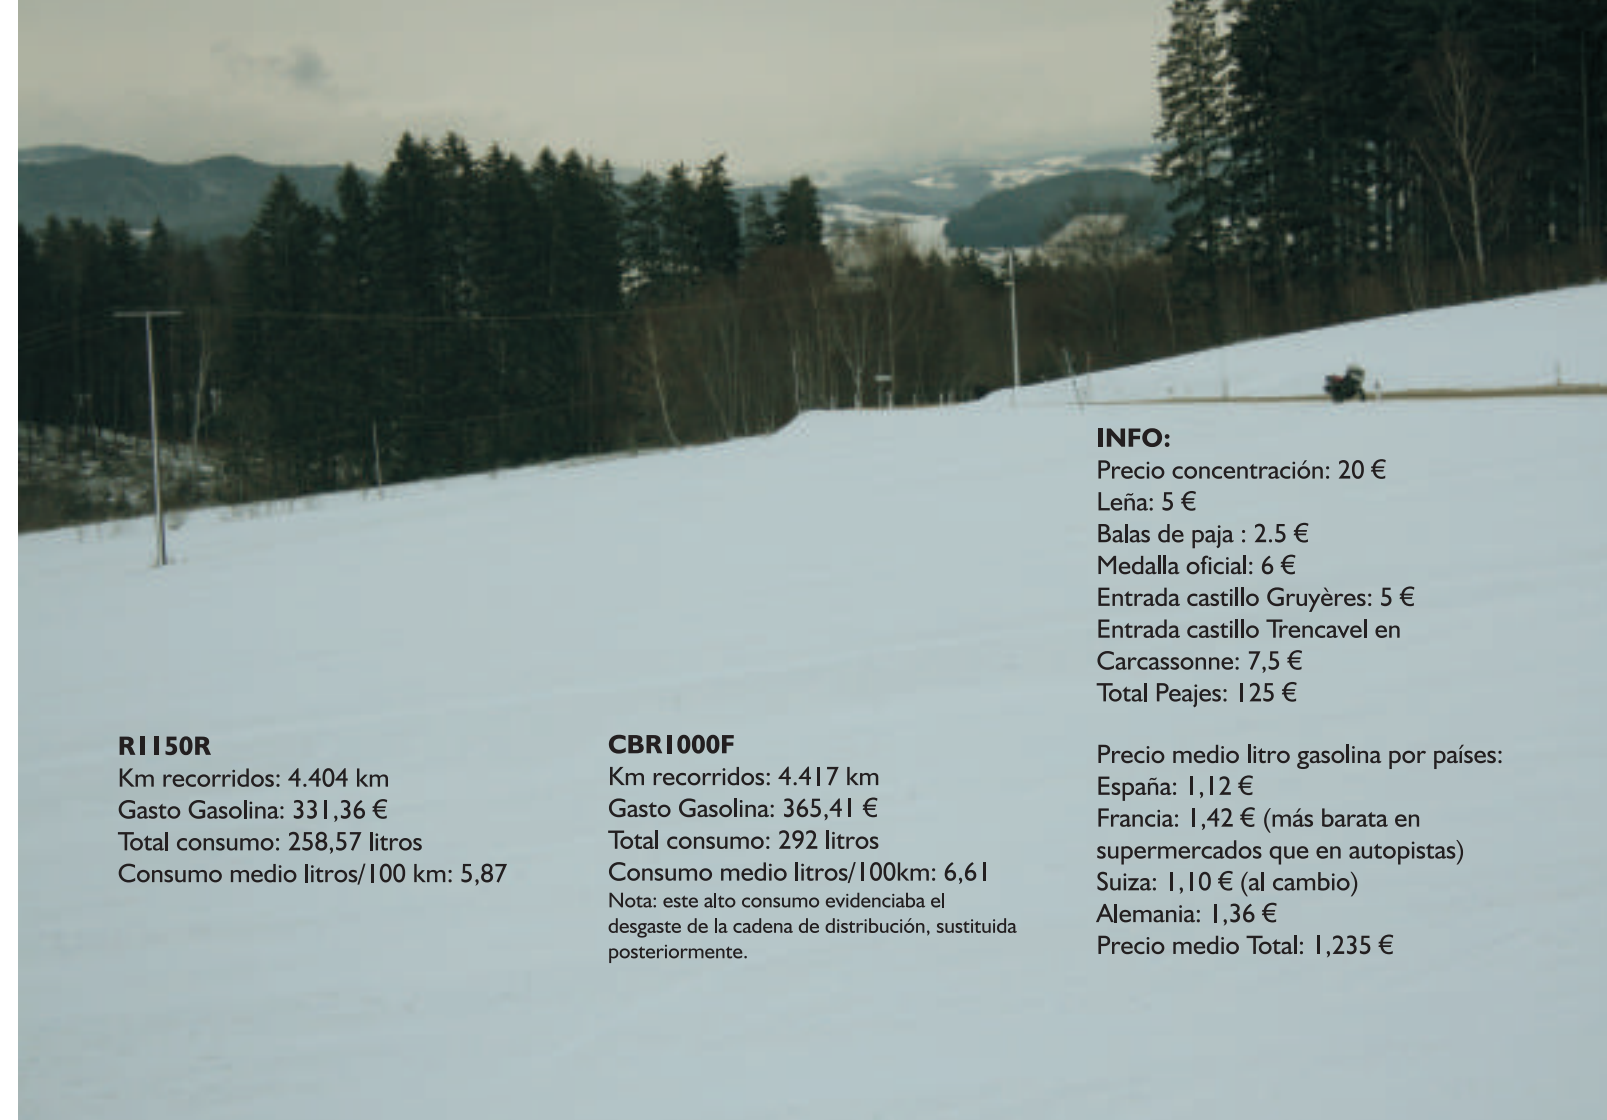 INFO:
Precio concentración: 20 €
Leña: 5 €
Balas de paja : 2.5 €
Medalla oficial: 6 €
Entrada castillo Gruyères: 5 €
Entrada castillo Trencavel en
Carcassonne: 7,5 €
Total Peajes: 125 €
Precio medio litro gasolina por países:
España: 1,12 €
Francia: 1,42 € (más barata en
supermercados que en autopistas)
Suiza: 1,10 € (al cambio)
Alemania: 1,36 €
Precio medio Total: 1,235 €
R1150R
Km recorridos: 4.404 km
Gasto Gasolina: 331,36 €
Total consumo: 258,57 litros
Consumo medio litros/100 km: 5,87
CBR1000F
Km recorridos: 4.417 km
Gasto Gasolina: 365,41 €
Total consumo: 292 litros
Consumo medio litros/100km: 6,61
Nota: este alto consumo evidenciaba el
desgaste de la cadena de distribución, sustituida
posteriormente.